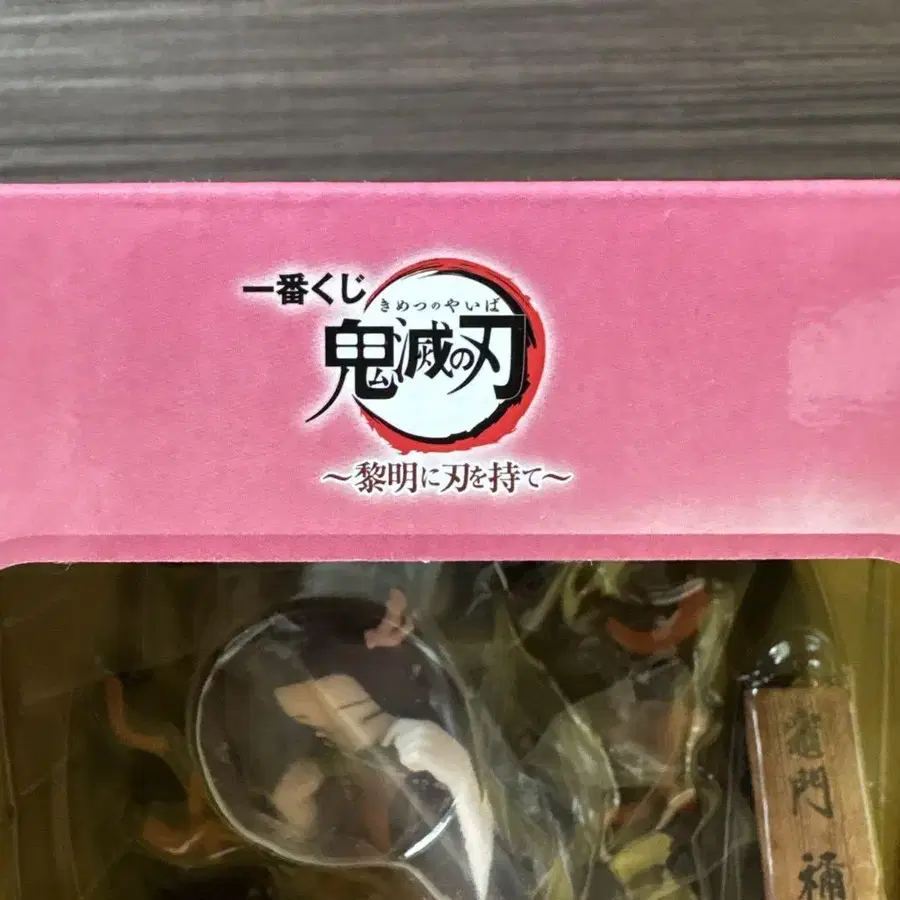 一番くじ
きめつのやいば
鬼滅の刃
～黎明に刃を持て～
竈門
禰